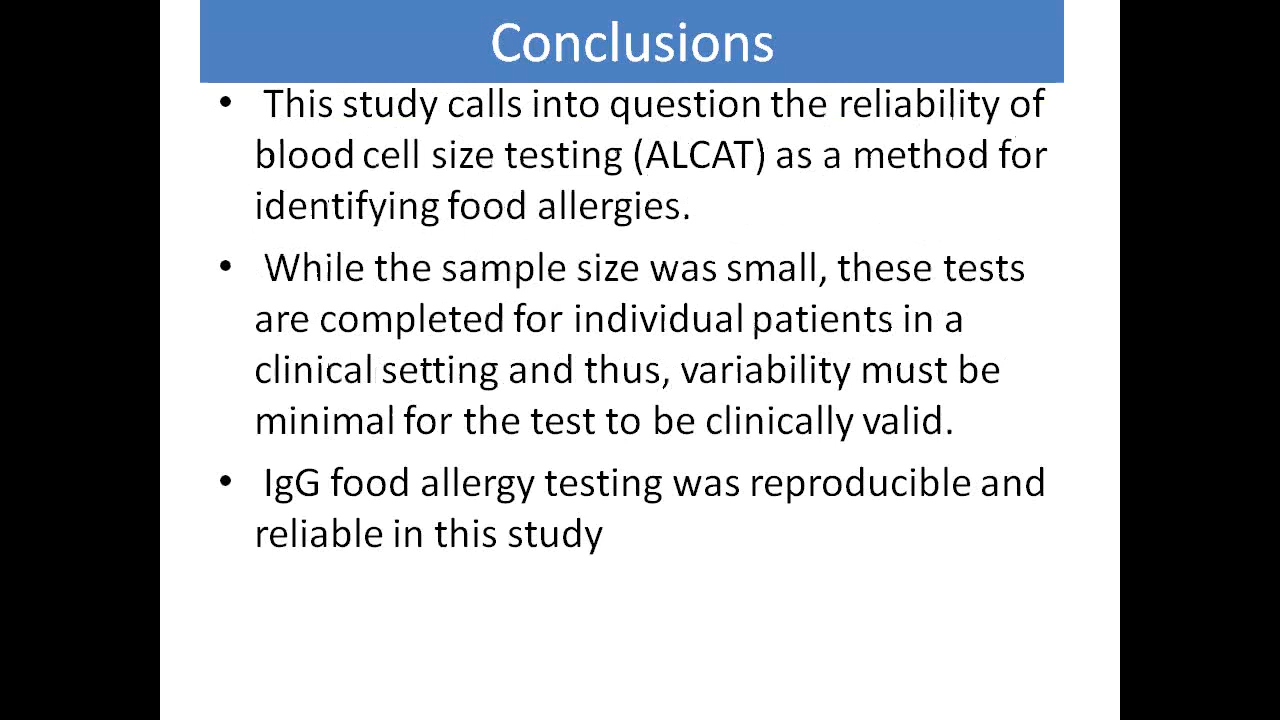 Conclusions
• This study calls into question the reliability of
blood cell size testing (ALCAT) as a method for
identifying food allergies.
• While the sample size was small, these tests
are completed for individual patients in a
clinical setting and thus, variability must be
minimal for the test to be clinically valid.
• IgG food allergy testing was reproducible and
reliable in this study